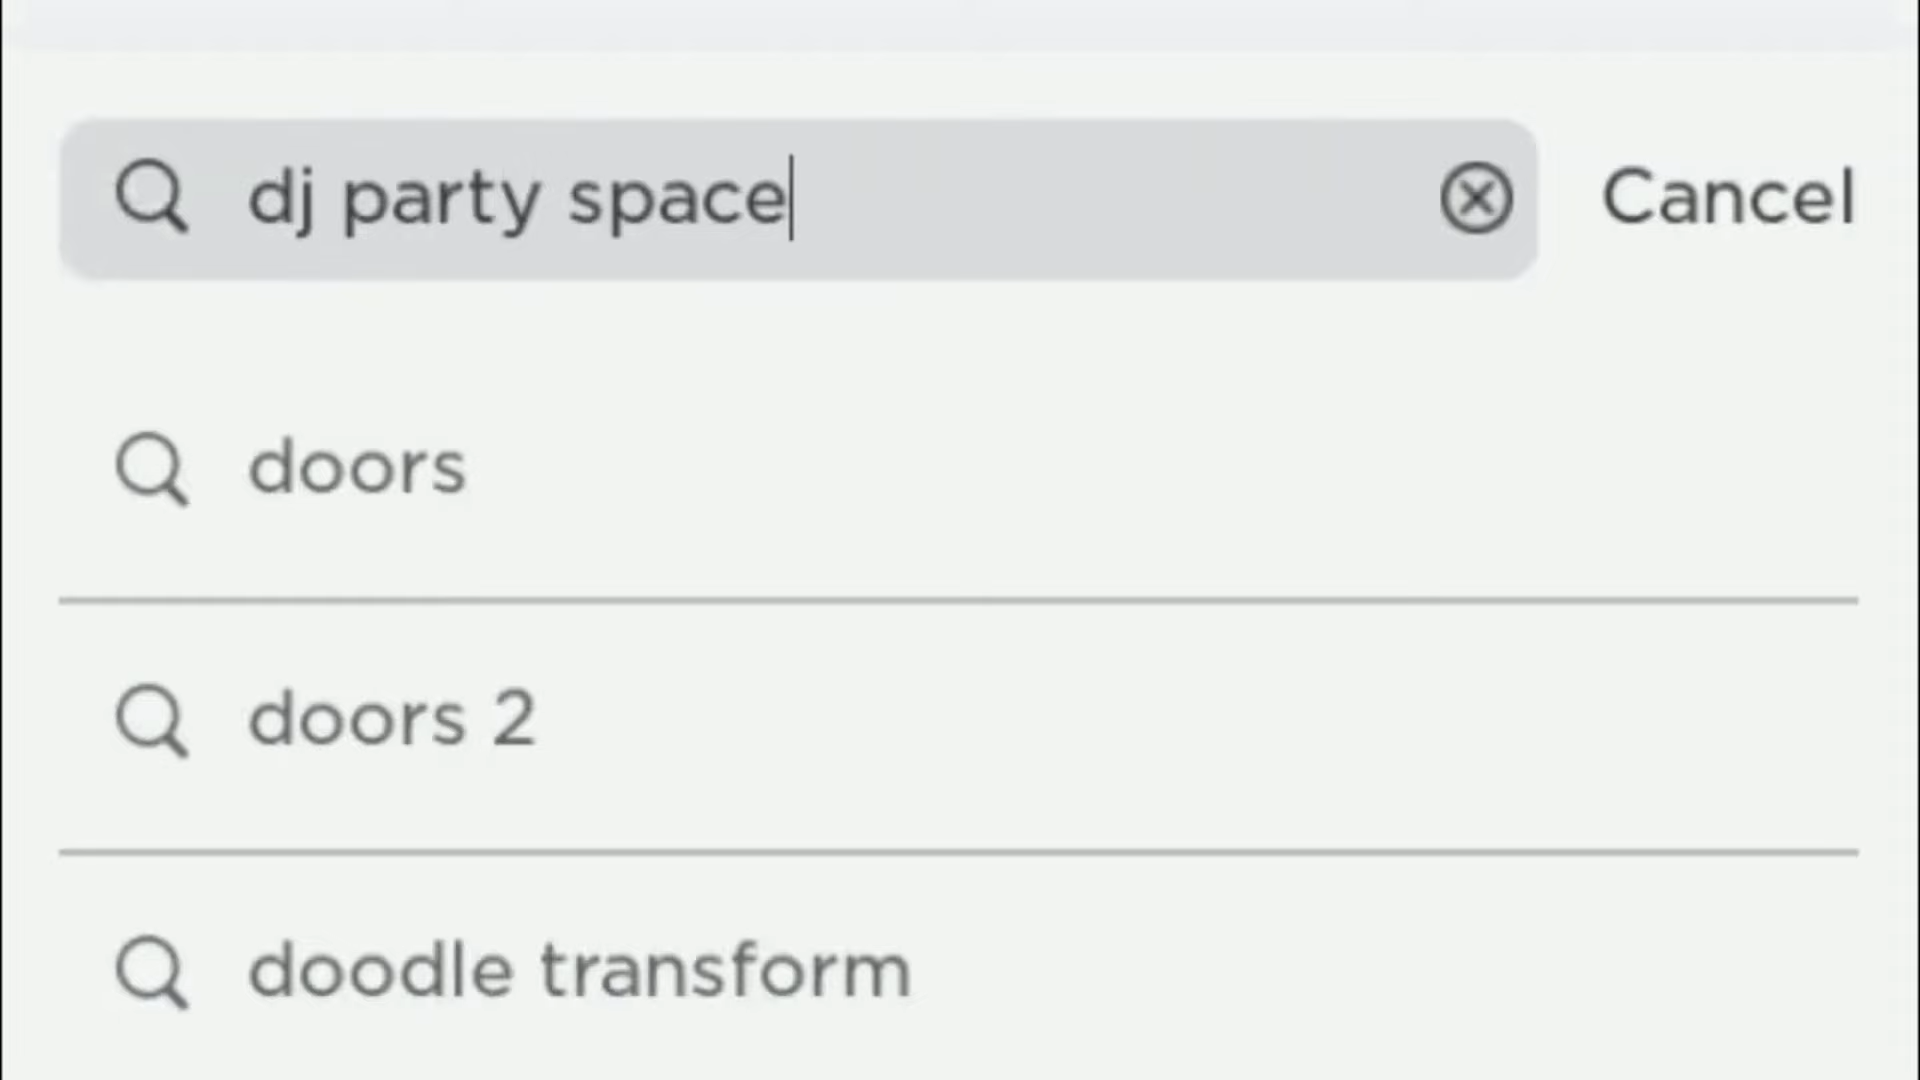 dj party space
Cancel
doors
doors 2
doodle transform